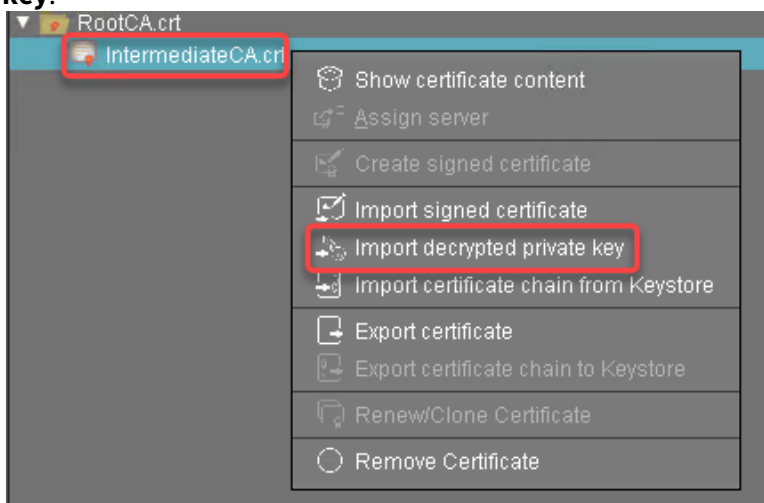 key.
RootCA.crt
IntermediateCA.crt
Show certificate content
Assign server
Create signed certificate
Import signed certificate
Import decrypted private key
Import certificate chain from Keystore
Export certificate
Export certificate chain to Keystore
Renew/Clone Certificate
Remove Certificate